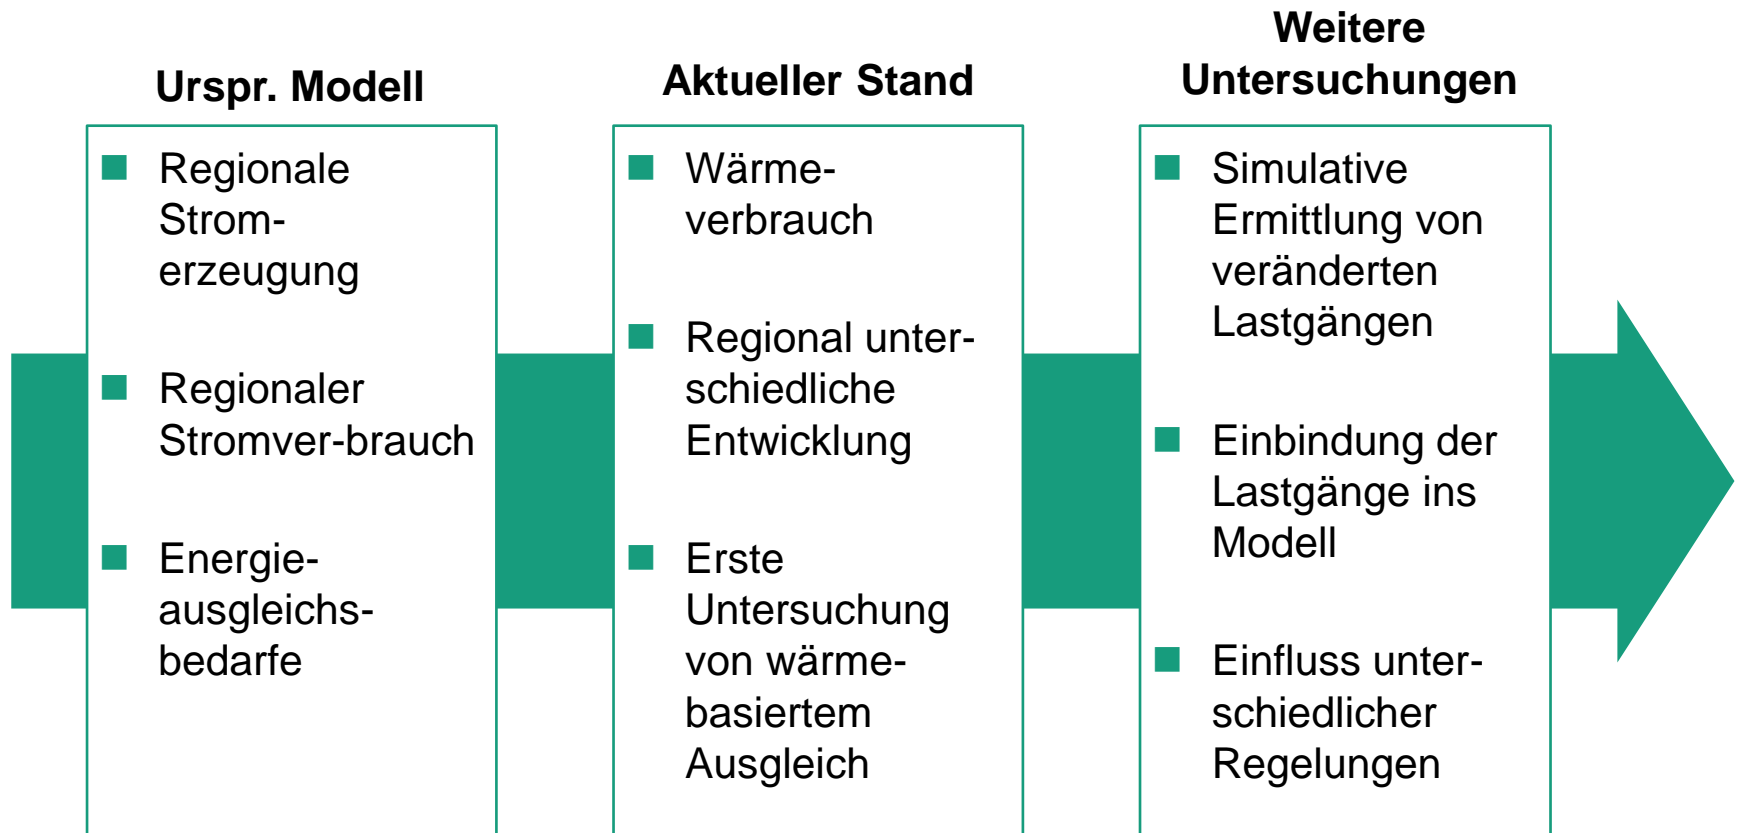 Urspr. Modell
Regionale
Strom-
erzeugung
Regionaler
Stromver-brauch
Energie-
ausgleichs-
bedarfe
Aktueller Stand
Wärme-
verbrauch
Regional unter-
schiedliche
Entwicklung
Erste
Untersuchung
von wärme-
basiertem
Ausgleich
Weitere
Untersuchungen
Simulative
Ermittlung von
veränderten
Lastgängen
Einbindung der
Lastgänge ins
Modell
Einfluss unter-
schiedlicher
Regelungen